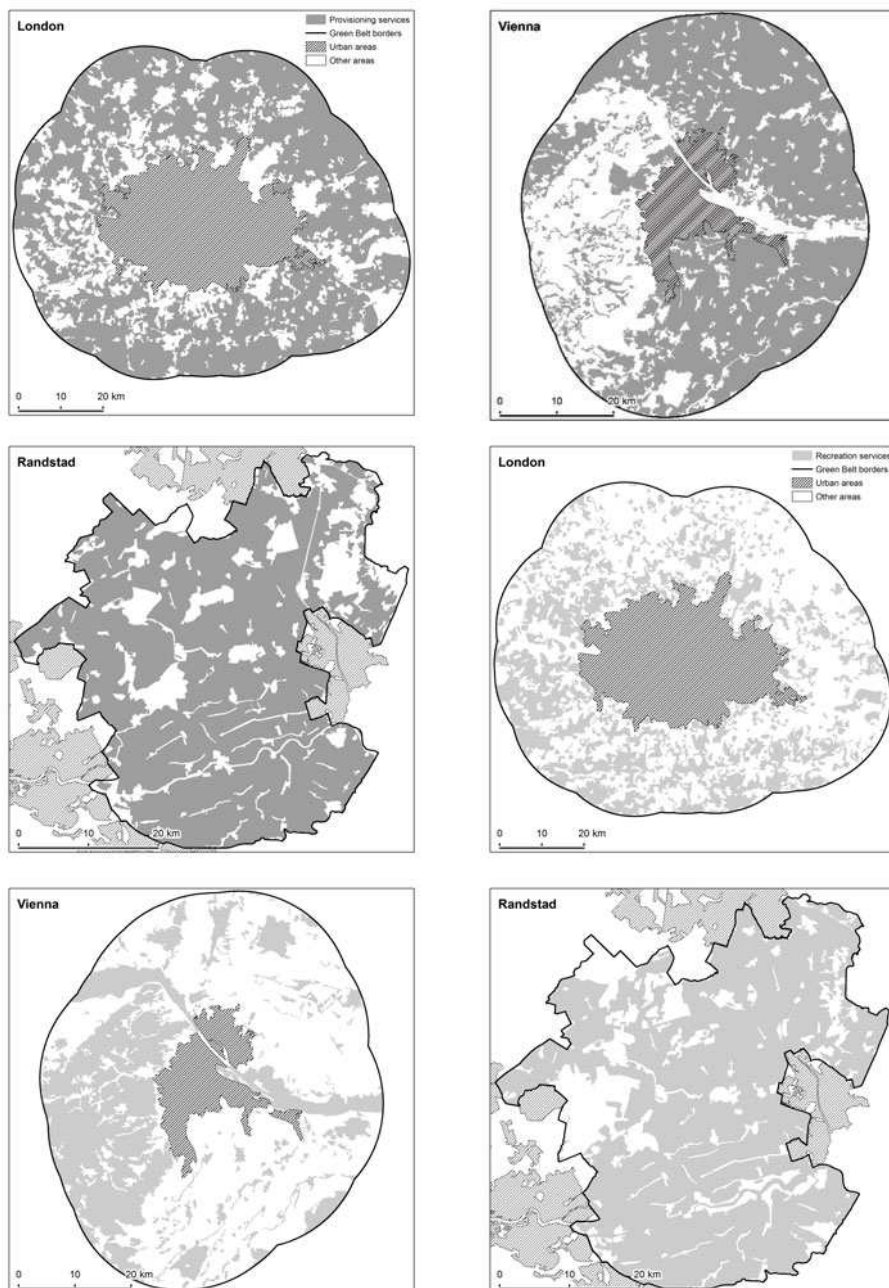 London
Provisioning services
Green Belt borders
Urban areas
Other areas
0 10 20 km
Vienna
0 10 20 km
Randstad
0 10 20 km
London
Recreation services
Green Belt borders
Urban areas
Other areas
0 10 20 km
Vienna
0 10 20 km
Randstad
0 10 20 km